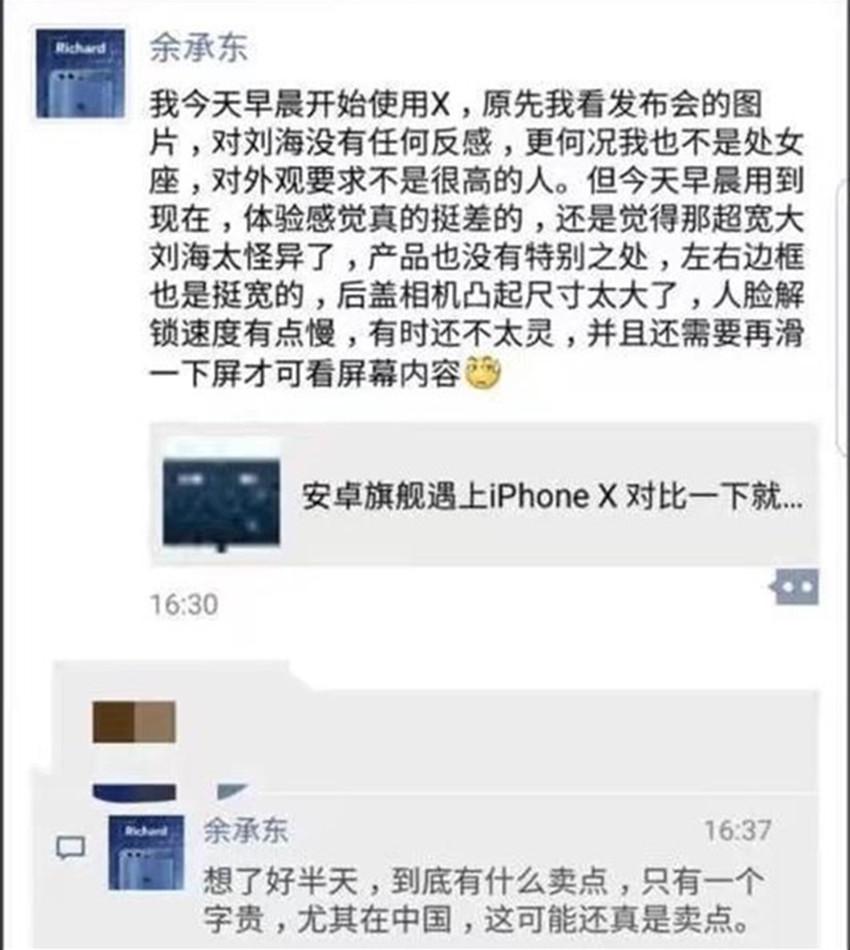 Richard
余承东
我今天早晨开始使用X，原先我看发布会的图
片，对刘海没有任何反感，更何况我也不是处女
座，对外观要求不是很高的人。但今天早晨用到
现在，体验感觉真的挺差的，还是觉得那超宽大
刘海太怪异了，产品也没有特别之处，左右边框
也是挺宽的，后盖相机凸起尺寸太大了，人脸解
锁速度有点慢，有时还不太灵，并且还需要再滑
一下屏才可看屏幕内容
安卓旗舰遇上iPhone X 对比一下就...
16:30
Richard
余承东
16:37
想了好半天，到底有什么卖点，只有一个
字贵，尤其在中国，这可能还真是卖点。